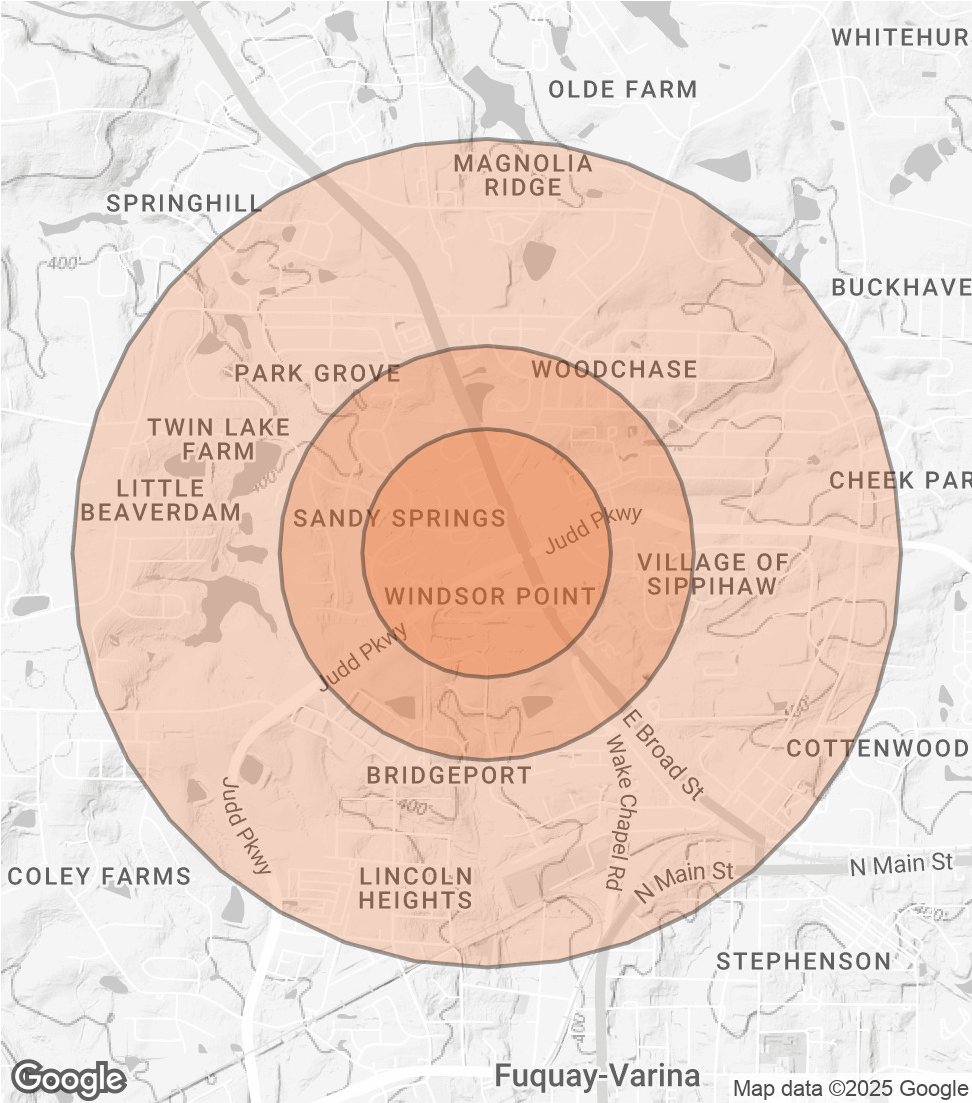 WHITEHUR
OLDE FARM
MAGNOLIA
RIDGE
SPRINGHILL
400'
BUCKHAVE
PARK GROVE
WOODCHASE
TWIN LAKE
FARM
400'
LITTLE
BEAVERDAM
CHEEK PAR
SANDY SPRINGS
Judd Pkwy
VILLAGE OF
SIPPIHAW
WINDSOR POINT
Judd Pkwy
400'
E Broad St
COTTENWOOD
Wake Chapel Rd
BRIDGEPORT
Judd Pkwy
400'
COLEY FARMS
LINCOLN
HEIGHTS
N Main St
N Main St
STEPHENSON
400'
Fuquay-Varina
Google
Map data ©2025 Google